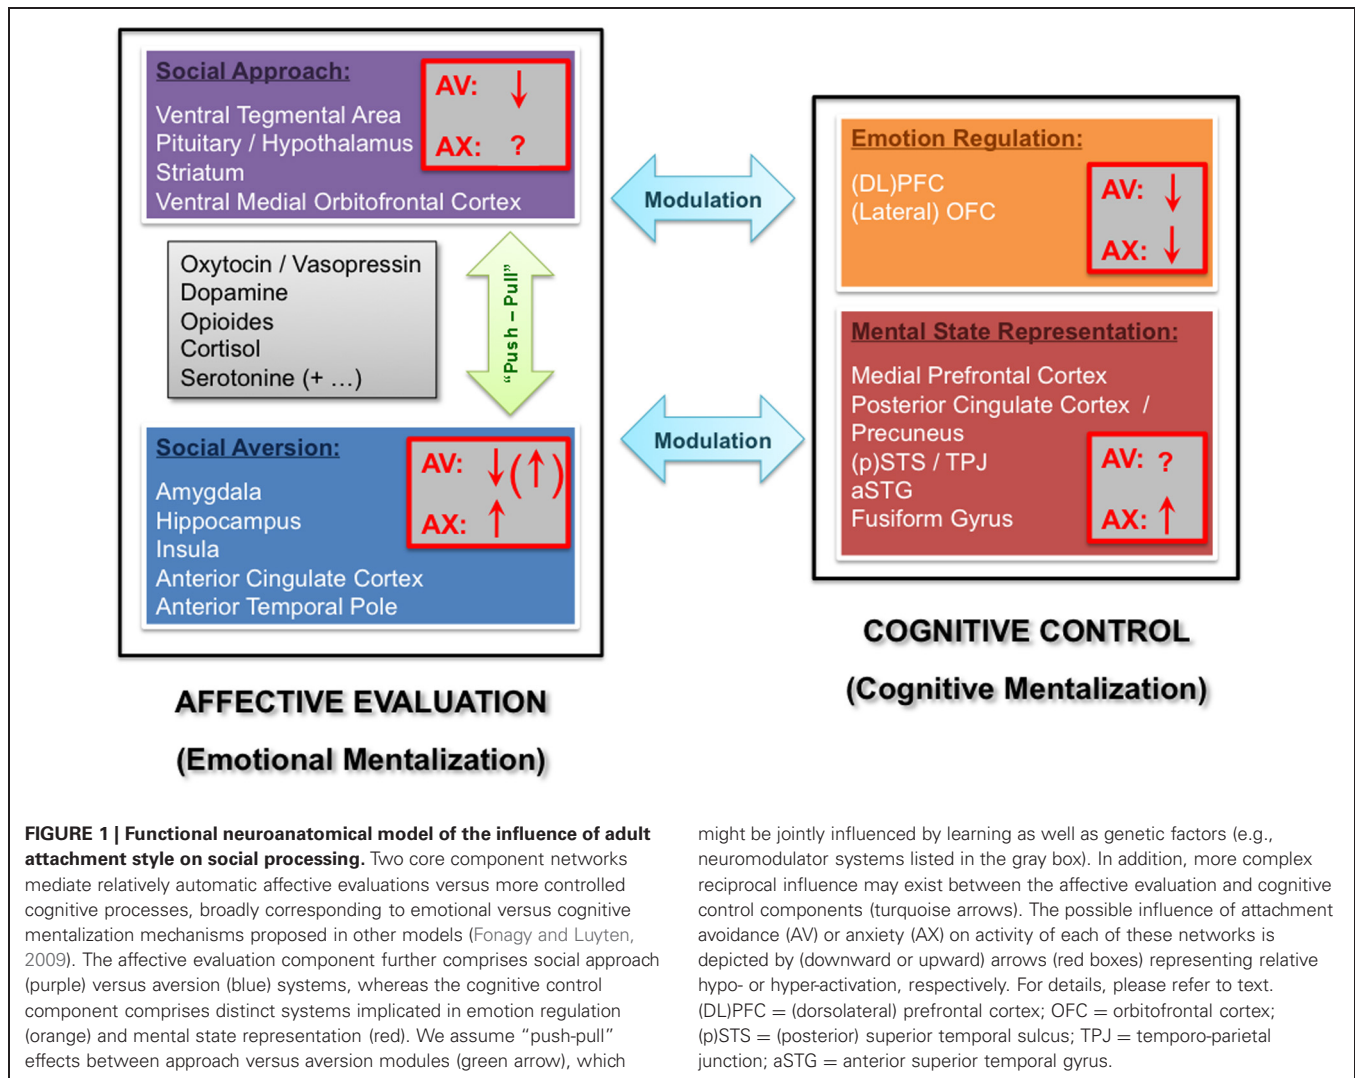 Social Approach:
Ventral Tegmental Area
Pituitary / Hypothalamus
Striatum
Ventral Medial Orbitofrontal Cortex
AV: ↓
AX: ?
Oxytocin / Vasopressin
Dopamine
Opioides
Cortisol
Serotonine (+ ...)
“Push – Pull”
Social Aversion:
Amygdala
Hippocampus
Insula
Anterior Cingulate Cortex
Anterior Temporal Pole
AV: ↓(↑)
AX: ↑
AFFECTIVE EVALUATION
(Emotional Mentalization)
Modulation
Modulation
Emotion Regulation:
(DL)PFC
(Lateral) OFC
AV: ↓
AX: ↓
Mental State Representation:
Medial Prefrontal Cortex
Posterior Cingulate Cortex /
Precuneus
(p)STS / TPJ
aSTG
Fusiform Gyrus
AV: ?
AX: ↑
COGNITIVE CONTROL
(Cognitive Mentalization)
FIGURE 1 | Functional neuroanatomical model of the influence of adult
attachment style on social processing. Two core component networks
mediate relatively automatic affective evaluations versus more controlled
cognitive processes, broadly corresponding to emotional versus cognitive
mentalization mechanisms proposed in other models (Fonagy and Luyten,
2009). The affective evaluation component further comprises social approach
(purple) versus aversion (blue) systems, whereas the cognitive control
component comprises distinct systems implicated in emotion regulation
(orange) and mental state representation (red). We assume “push-pull”
effects between approach versus aversion modules (green arrow), which
might be jointly influenced by learning as well as genetic factors (e.g.,
neuromodulator systems listed in the gray box). In addition, more complex
reciprocal influence may exist between the affective evaluation and cognitive
control components (turquoise arrows). The possible influence of attachment
avoidance (AV) or anxiety (AX) on activity of each of these networks is
depicted by (downward or upward) arrows (red boxes) representing relative
hypo- or hyper-activation, respectively. For details, please refer to text.
(DL)PFC = (dorsolateral) prefrontal cortex; OFC = orbitofrontal cortex;
(p)STS = (posterior) superior temporal sulcus; TPJ = temporo-parietal
junction; aSTG = anterior superior temporal gyrus.